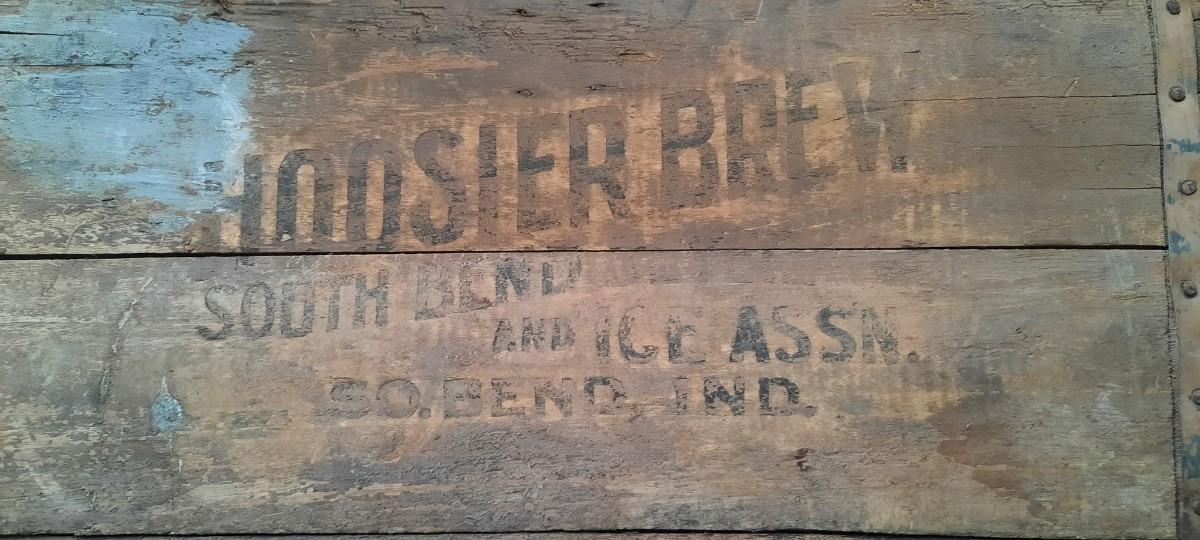 HOOSIER BREW
SOUTH BEND
AND ICE ASSN.
SO. BEND IND.